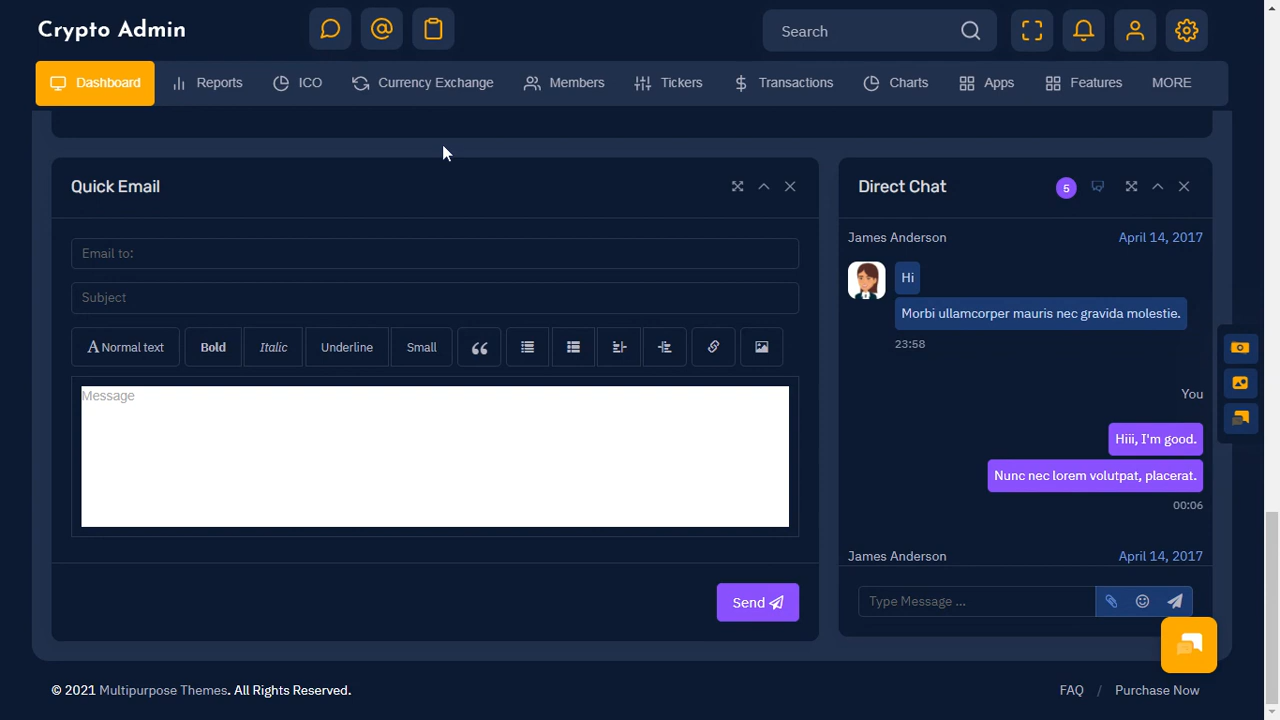 Crypto Admin
Search
Dashboard Reports ICO Currency Exchange Members Tickers Transactions Charts Apps Features MORE
Quick Email
Email to:
Subject
A Normal text Bold Italic Underline Small
Message
Send
Direct Chat 5
James Anderson April 14, 2017
Hi
Morbi ullamcorper mauris nec gravida molestie.
23:58
You
Hiii, I'm good.
Nunc nec lorem volutpat, placerat.
00:06
James Anderson April 14, 2017
Type Message ...
© 2021 Multipurpose Themes. All Rights Reserved.
FAQ / Purchase Now